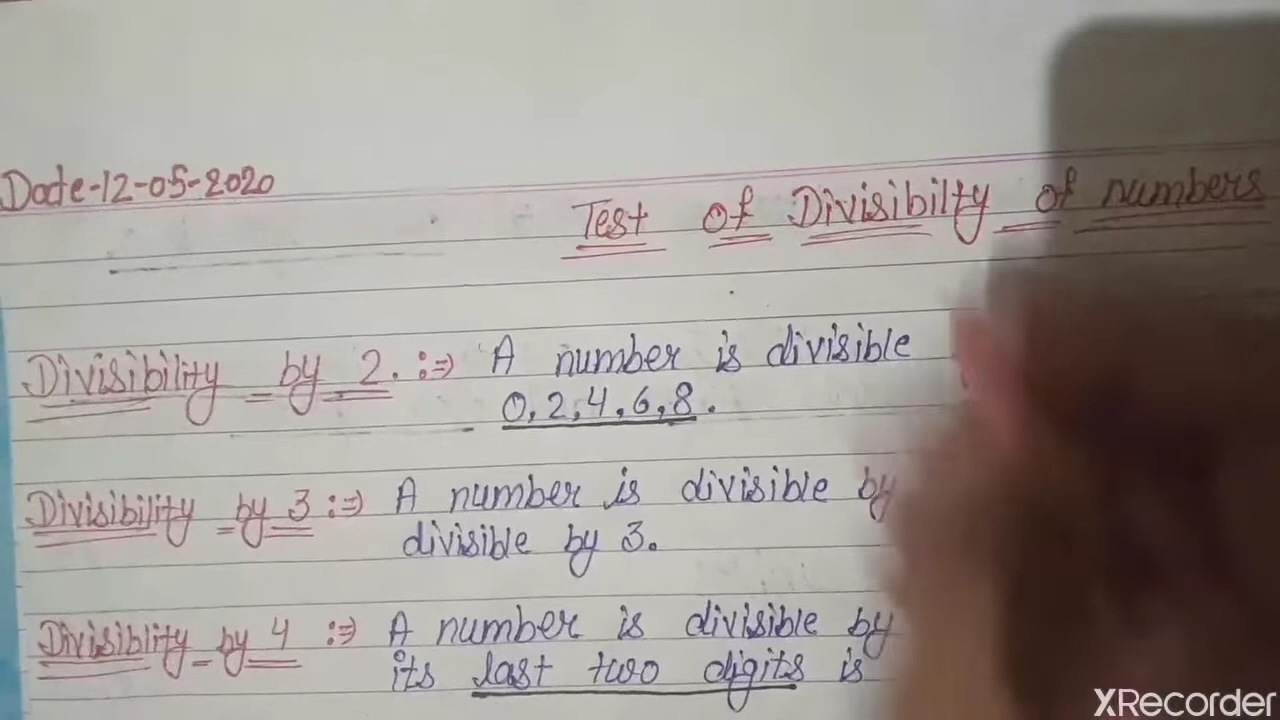 Date-12-05-2020
Test of Divisibilty of numbers
Divisibility by 2. :⇒ A number is divisible
0, 2, 4, 6, 8.
Divisibility by 3 :⇒ A number is divisible by
divisible by 3.
Divisiblity by 4 :⇒ A number is divisible by
its last two digits is
XRecorder